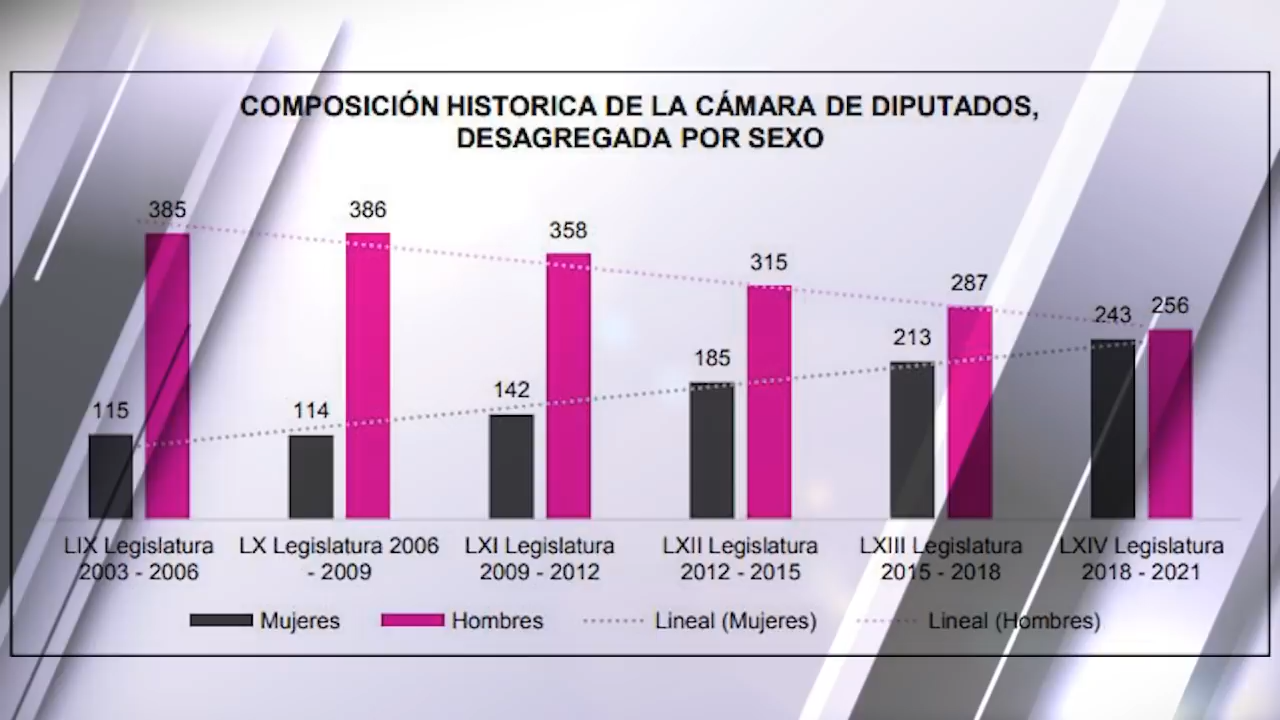 COMPOSICIÓN HISTORICA DE LA CÁMARA DE DIPUTADOS,
DESAGREGADA POR SEXO
385
386
358
315
287
243
256
115
114
142
185
213
LIX Legislatura
2003 - 2006
LX Legislatura 2006
- 2009
LXI Legislatura
2009 - 2012
LXII Legislatura
2012 - 2015
LXIII Legislatura
2015 - 2018
LXIV Legislatura
2018 - 2021
Mujeres
Hombres
Lineal (Mujeres)
Lineal (Hombres)